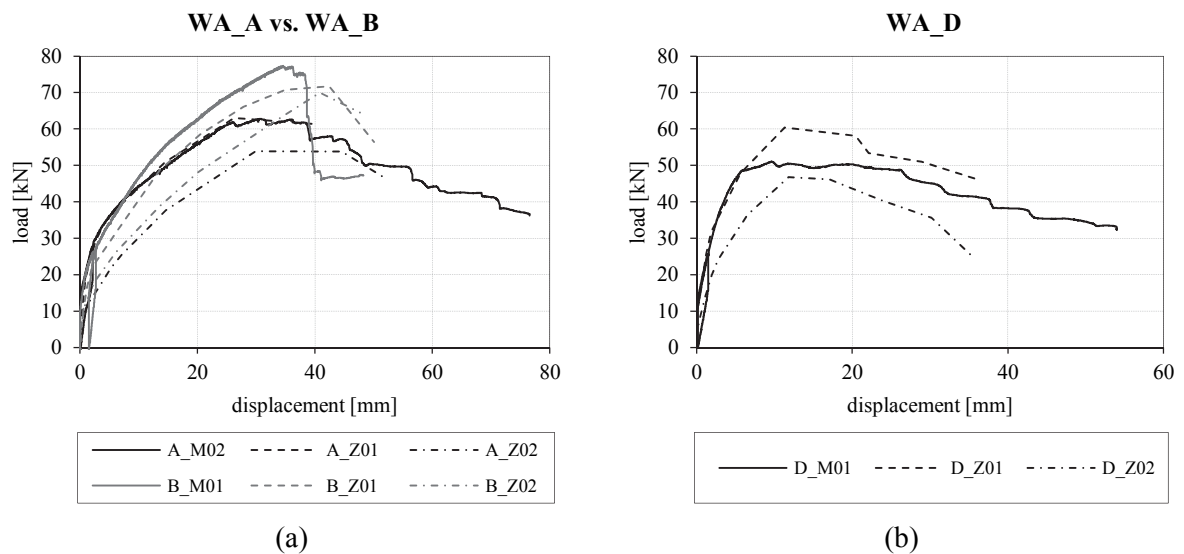 WA_A vs. WA_B
80
70
60
50
40
30
20
10
0
load [kN]
0 20 40 60 80
displacement [mm]
A_M02 A_Z01 A_Z02
B_M01 B_Z01 B_Z02
(a)
WA_D
80
70
60
50
40
30
20
10
0
load [kN]
0 20 40 60
displacement [mm]
D_M01 D_Z01 D_Z02
(b)